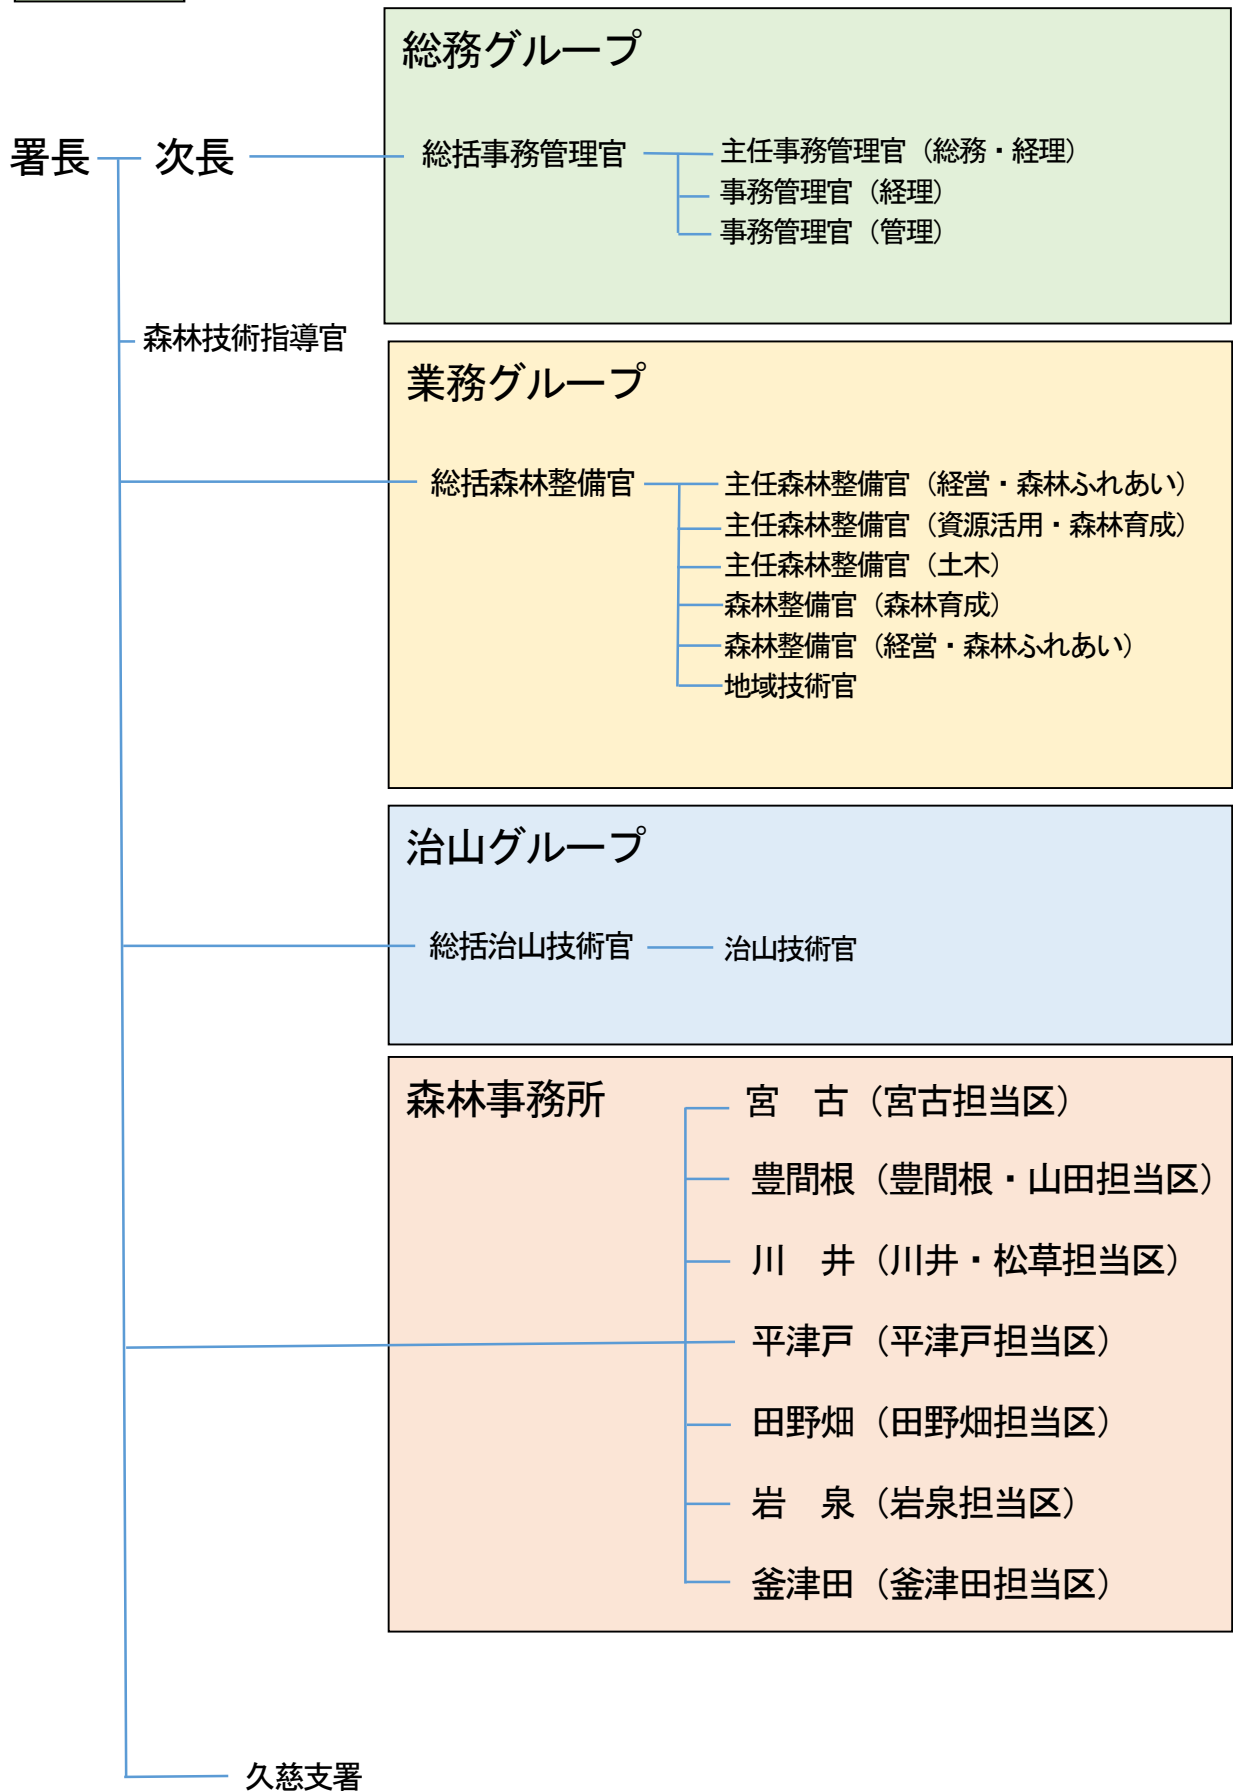 総務グループ
署長 次長 総括事務管理官 主任事務管理官（総務・経理）
事務管理官（経理）
事務管理官（管理）
森林技術指導官
業務グループ
総括森林整備官 主任森林整備官（経営・森林ふれあい）
主任森林整備官（資源活用・森林育成）
主任森林整備官（土木）
森林整備官（森林育成）
森林整備官（経営・森林ふれあい）
地域技術官
治山グループ
総括治山技術官 治山技術官
森林事務所 宮　古（宮古担当区）
豊間根（豊間根・山田担当区）
川　井（川井・松草担当区）
平津戸（平津戸担当区）
田野畑（田野畑担当区）
岩　泉（岩泉担当区）
釜津田（釜津田担当区）
久慈支署